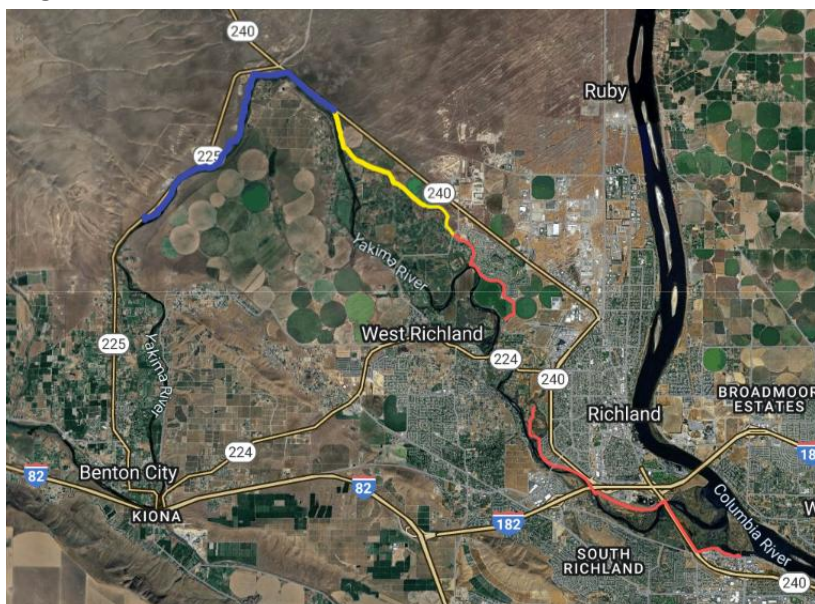 240
Ruby
225
240
Yakima River
West Richland
225
224
240
BROADMOOR
ESTATES
Richland
Yakima River
224
Benton City
82
82
KIONA
182
SOUTH
RICHLAND
Columbia River
240